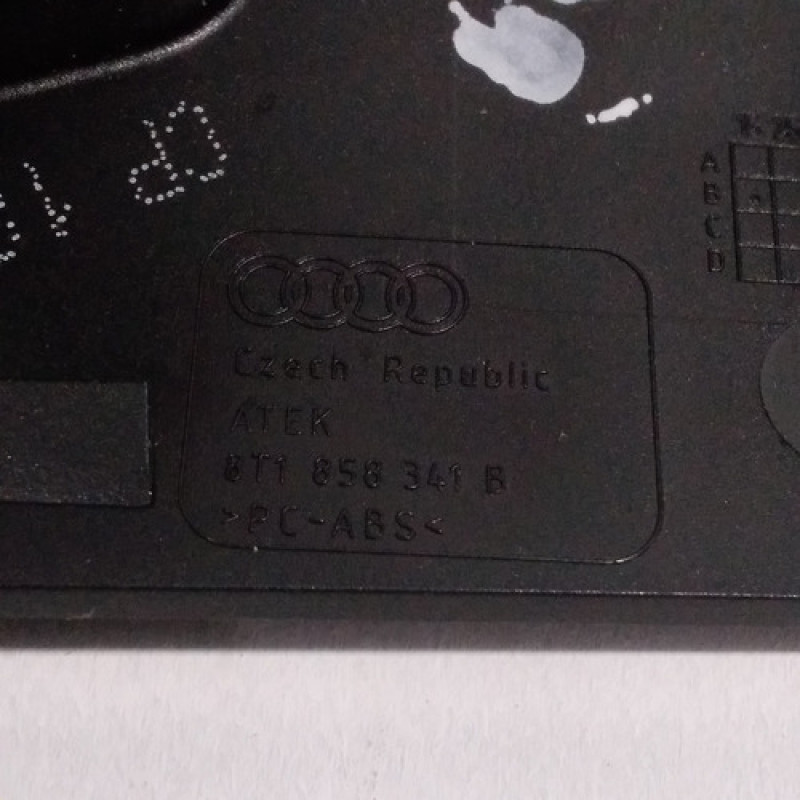 A
B
C
D
Czech Republic
ATEK
8T1 858 341 B
>PC-ABS<